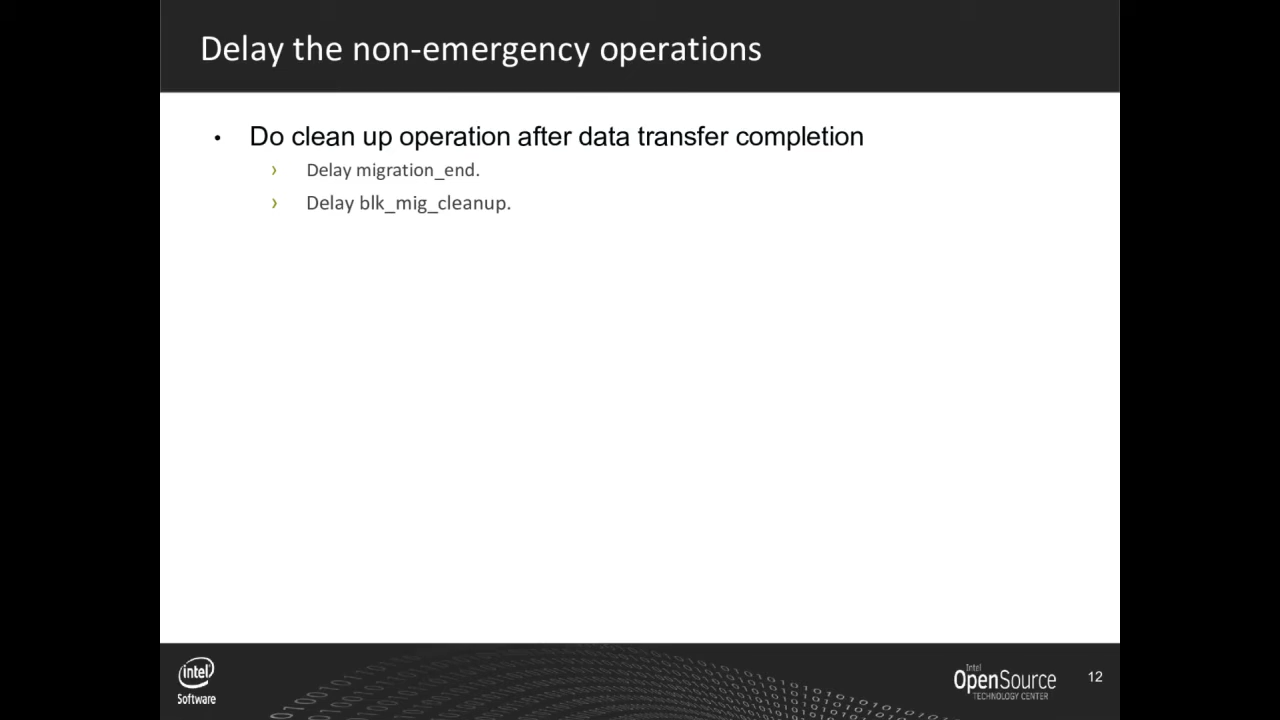 Delay the non-emergency operations
• Do clean up operation after data transfer completion
› Delay migration_end.
› Delay blk_mig_cleanup.
intel
Software
Intel
OpenSource
TECHNOLOGY CENTER
12